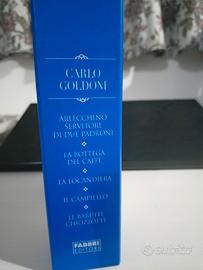 CARLO GOLDONI
ARLECCHINO
SERVITORE DI
DUE PADRONI
LA BOTTEGA
DEL CAFFÈ
LA LOCANDIERA
IL CAMPIELLO
LE BARUFFE
CHIOZZOTTE
FABBRI
EDITORI
subito.it